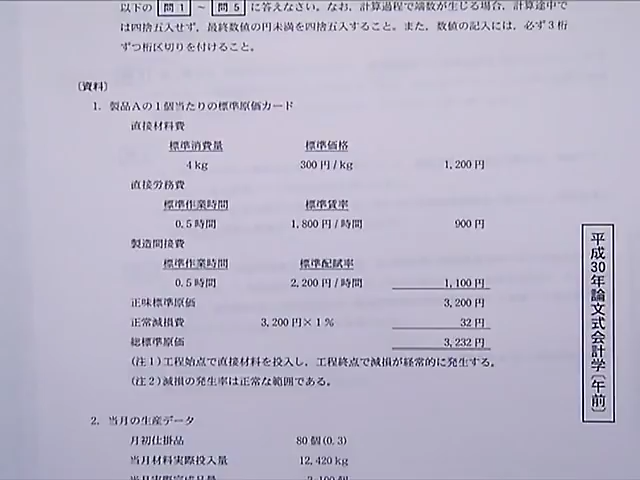 以下の 問1 ～ 問5 に答えなさい。なお，計算過程で端数が生じる場合，計算途中で
は四捨五入せず，最終数値の円未満を四捨五入すること。また，数値の記入には，必ず3桁
ずつ桁区切りを付けること。
〔資料〕
1. 製品Aの1個当たりの標準原価カード
直接材料費
標準消費量 標準価格
4kg 300円/kg 1,200円
直接労務費
標準作業時間 標準賃率
0.5時間 1,800円/時間 900円
製造間接費
標準作業時間 標準配賦率
0.5時間 2,200円/時間 1,100円
正味標準原価 3,200円
正常減損費 3,200円×1% 32円
総標準原価 3,232円
(注1)工程始点で直接材料を投入し，工程終点で減損が経常的に発生する。
(注2)減損の発生率は正常な範囲である。
2. 当月の生産データ
月初仕掛品 80個(0.3)
当月材料実際投入量 12,420kg
平成30年論文式会計学〔午前〕